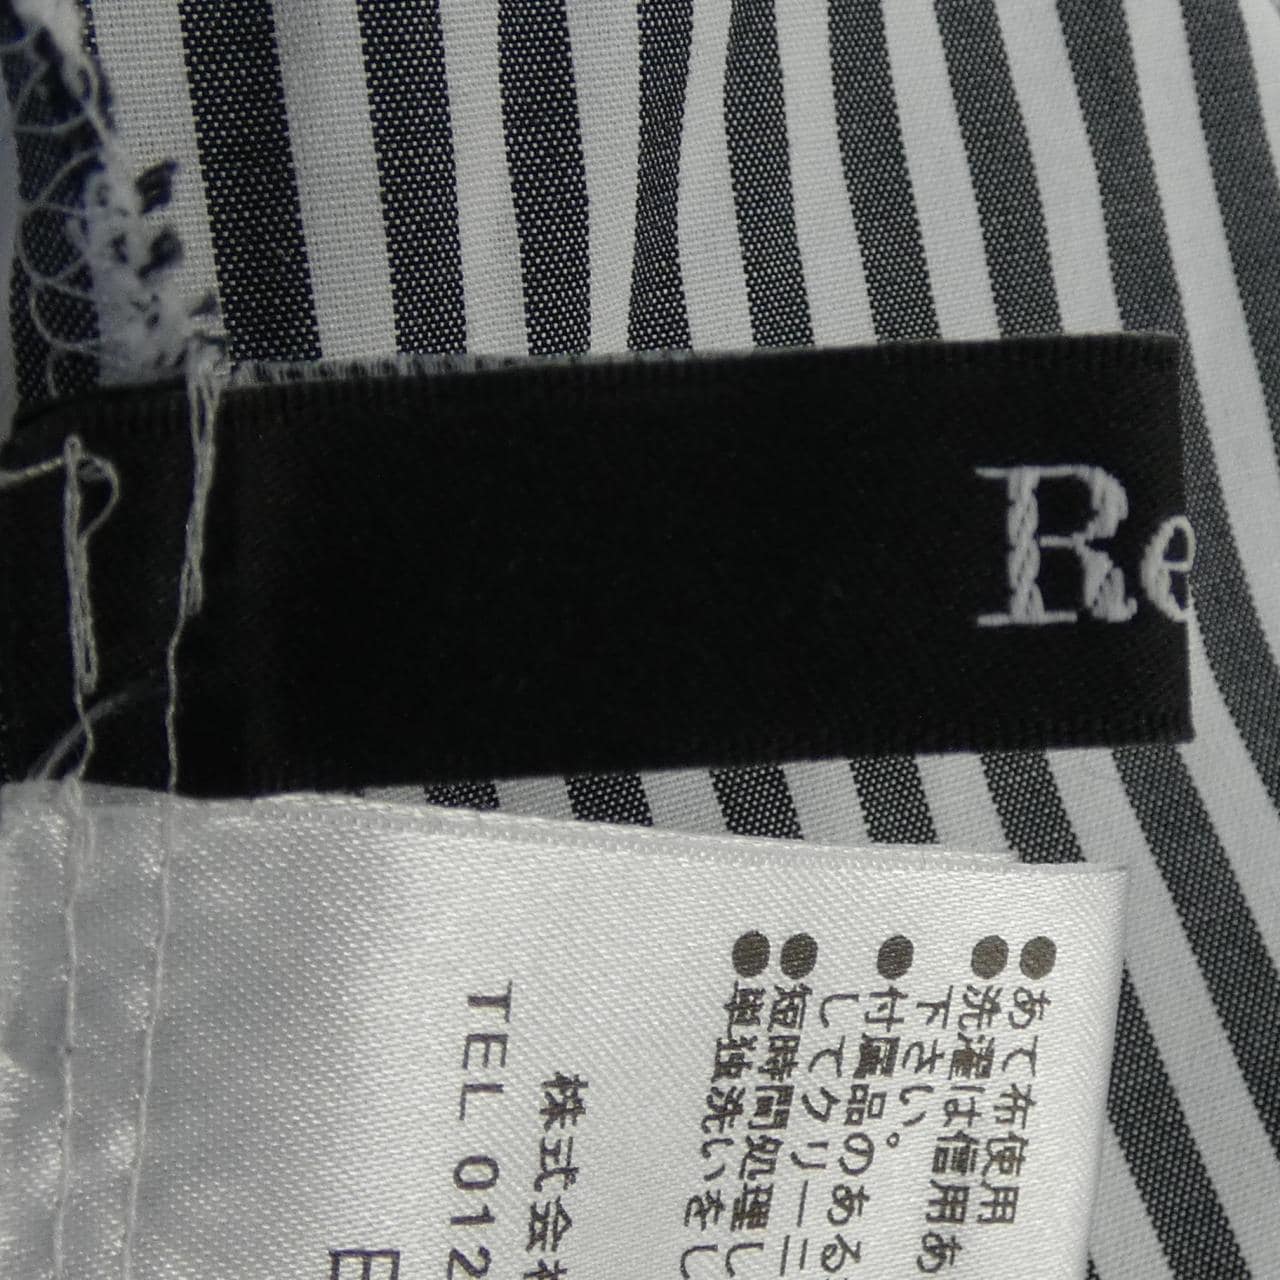 Re
●あて布使用
●洗濯は信用あ
下さい。
●付属品のある
してクリーニ
●短時間処理し
●単独洗いをし
株式会社
TEL 012
日